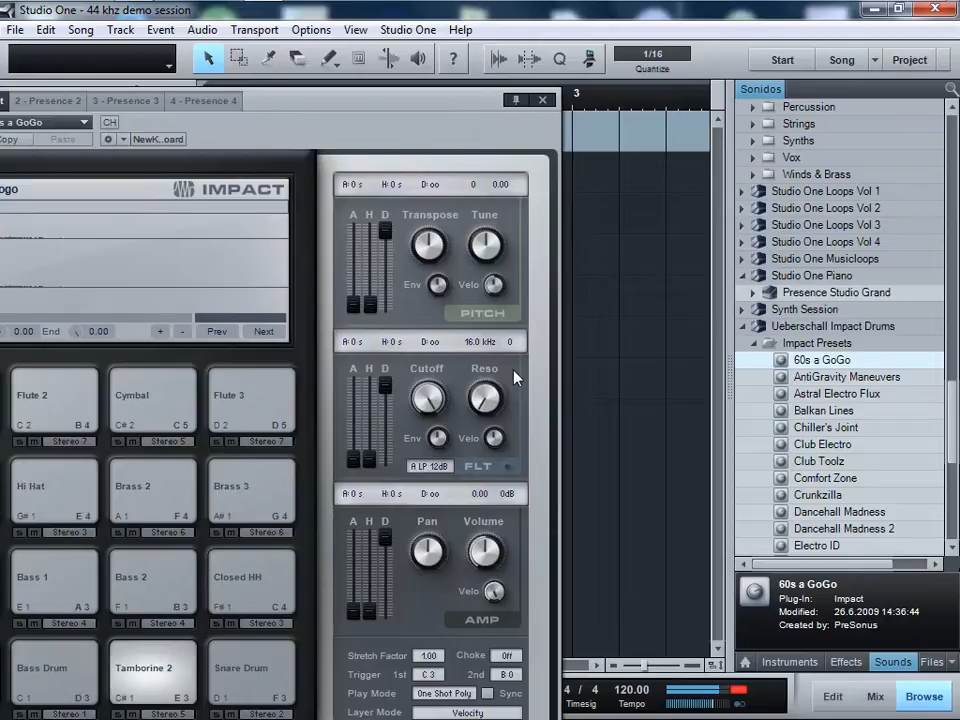 Studio One - 44 khz demo session
File Edit Song Track Event Audio Transport Options View Studio One Help
1/16
Quantize
Start Song Project
2 - Presence 2 3 - Presence 3 4 - Presence 4
3
Sonidos
s a GoGo CH
opy Paste NewK...oard
ogo IMPACT
0.00 End 0.00 + - Prev Next
Flute 2 Cymbal Flute 3
C 2 B 4 C# 2 C 5 D 2 D 5
S M Stereo 7 S M Stereo 5 S M Stereo 7
Hi Hat Brass 2 Brass 3
G# 1 E 4 A 1 F 4 A# 1 G 4
S M Stereo 3 S M Stereo 6 S M Stereo 6
Bass 1 Bass 2 Closed HH
E 1 A 3 F 1 B 3 F# 1 C 4
S M Stereo 4 S M Stereo 4 S M Stereo 3
Bass Drum Tamborine 2 Snare Drum
C 1 D 3 C# 1 E 3 D 1 F 3
A: 0 s H: 0 s D: oo 0 0.00
A H D Transpose Tune
Env Velo
PITCH
A: 0 s H: 0 s D: oo 16.0 kHz 0
A H D Cutoff Reso
Env Velo
A LP 12dB FLT
A: 0 s H: 0 s D: oo 0.00 0dB
A H D Pan Volume
Velo
AMP
Stretch Factor 1.00 Choke Off
Trigger 1st C 3 2nd B 0
Play Mode One Shot Poly Sync
Layer Mode Velocity
Percussion
Strings
Synths
Vox
Winds & Brass
Studio One Loops Vol 1
Studio One Loops Vol 2
Studio One Loops Vol 3
Studio One Loops Vol 4
Studio One Musicloops
Studio One Piano
Presence Studio Grand
Synth Session
Ueberschall Impact Drums
Impact Presets
60s a GoGo
AntiGravity Maneuvers
Astral Electro Flux
Balkan Lines
Chiller's Joint
Club Electro
Club Toolz
Comfort Zone
Crunkzilla
Dancehall Madness
Dancehall Madness 2
Electro ID
60s a GoGo
Plug-In: Impact
Modified: 26.6.2009 14:36:44
Created by: PreSonus
Instruments Effects Sounds Files
4 / 4 120.00
Timesig Tempo
Edit Mix Browse